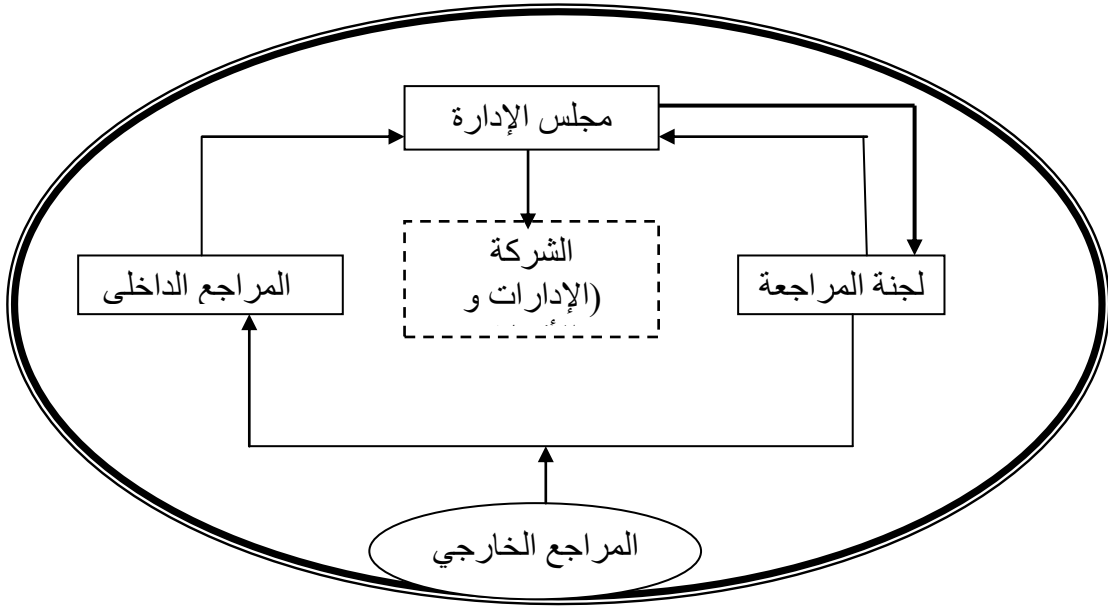 مجلس الإدارة
الشركة
(الإدارات و
المراجع الداخلى
لجنة المراجعة
المراجع الخارجي